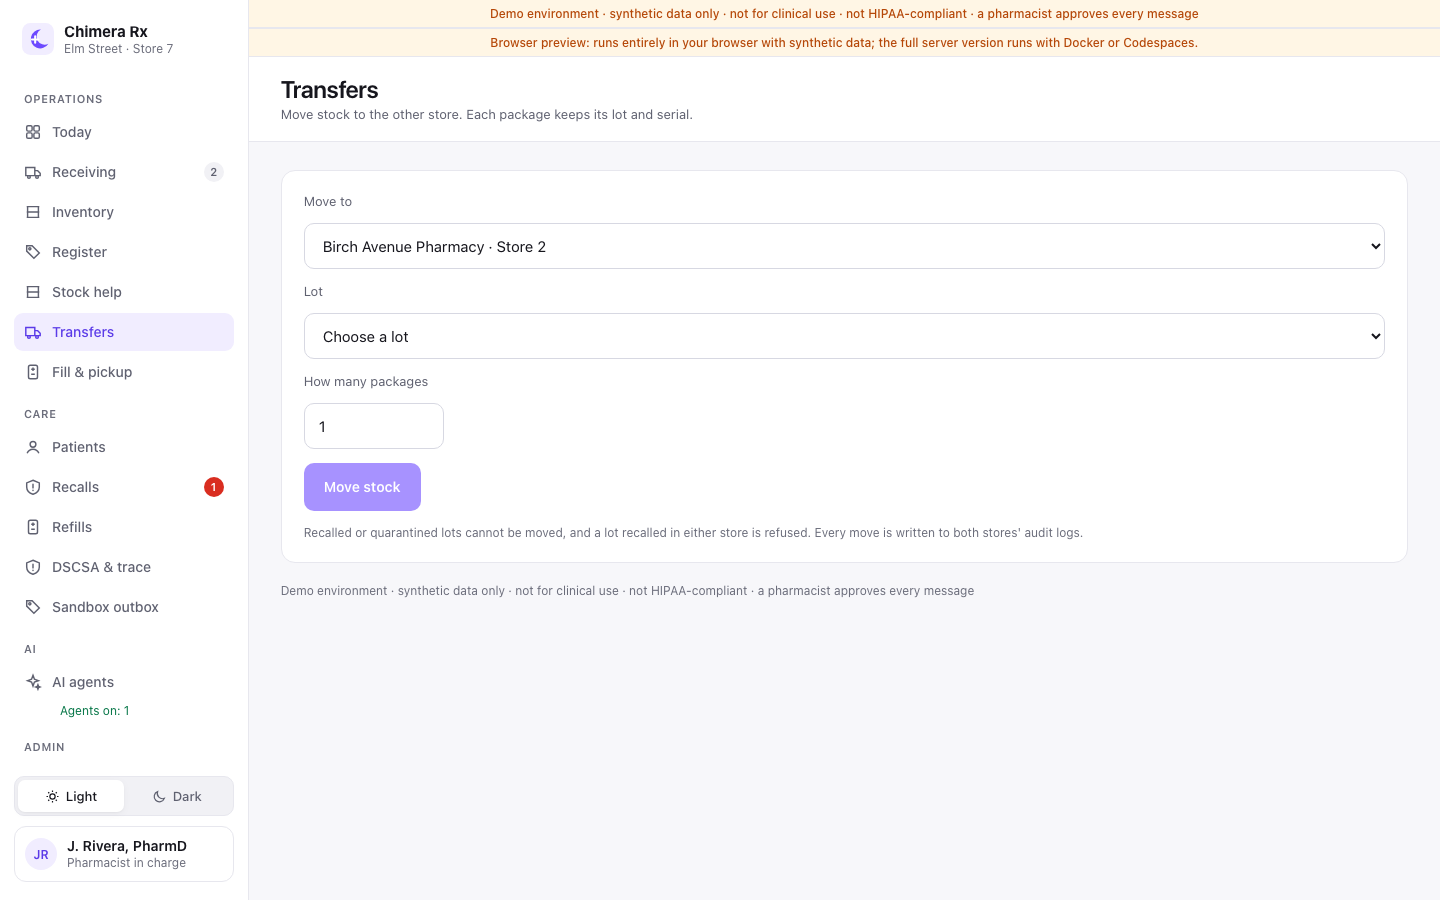 Chimera Rx
Elm Street · Store 7
OPERATIONS
Today
Receiving 2
Inventory
Register
Stock help
Transfers
Fill & pickup
CARE
Patients
Recalls 1
Refills
DSCSA & trace
Sandbox outbox
AI
AI agents
Agents on: 1
ADMIN
Light Dark
JR
J. Rivera, PharmD
Pharmacist in charge
Demo environment · synthetic data only · not for clinical use · not HIPAA-compliant · a pharmacist approves every message
Browser preview: runs entirely in your browser with synthetic data; the full server version runs with Docker or Codespaces.
Transfers
Move stock to the other store. Each package keeps its lot and serial.
Move to
Birch Avenue Pharmacy · Store 2
Lot
Choose a lot
How many packages
1
Move stock
Recalled or quarantined lots cannot be moved, and a lot recalled in either store is refused. Every move is written to both stores' audit logs.
Demo environment · synthetic data only · not for clinical use · not HIPAA-compliant · a pharmacist approves every message